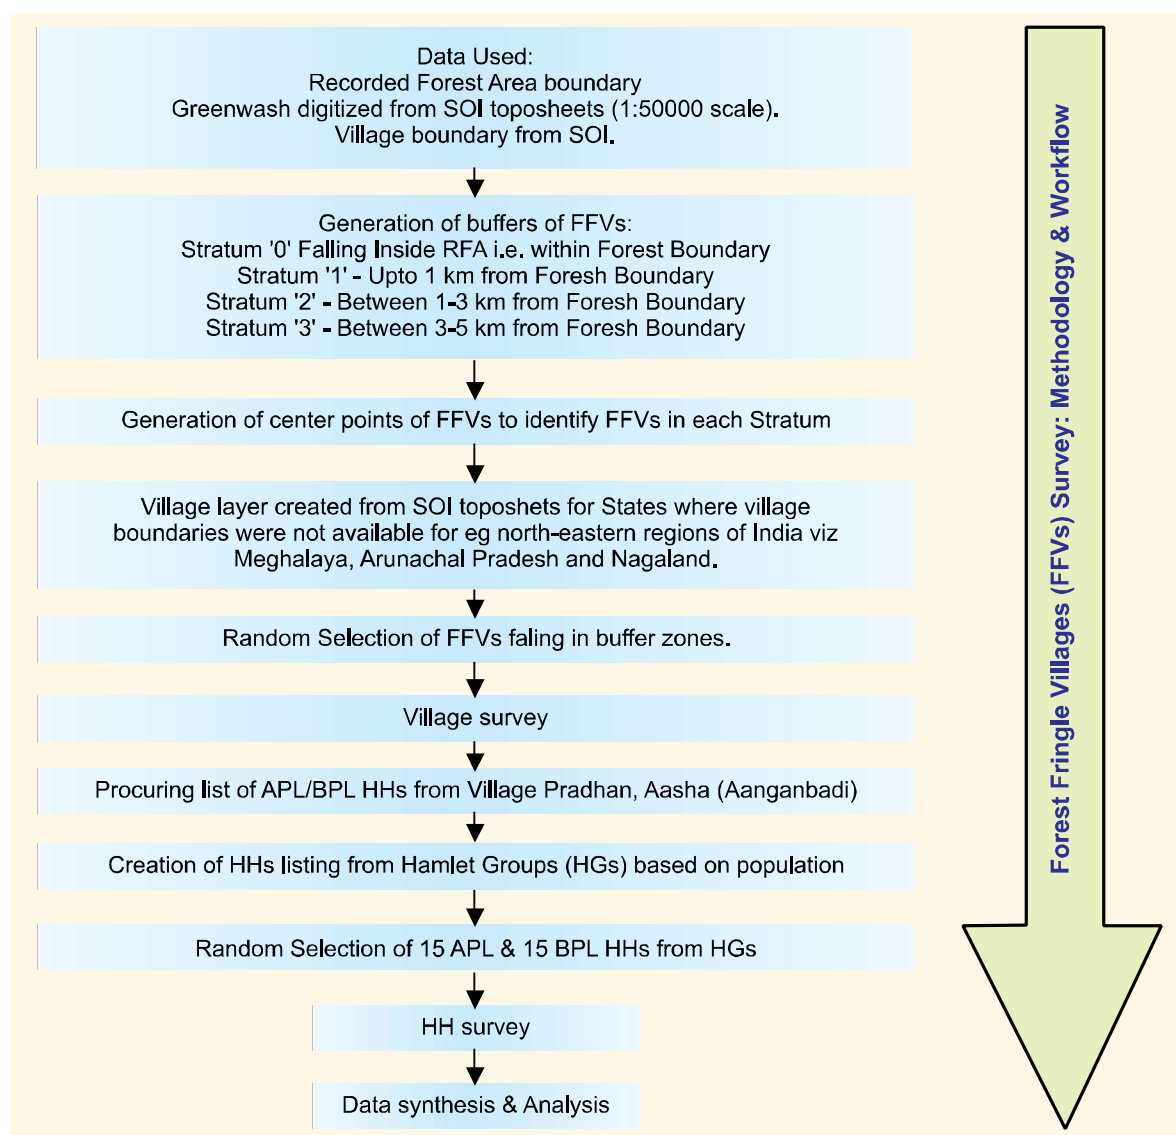 Data Used:
Recorded Forest Area boundary
Greenwash digitized from SOI toposheets (1:50000 scale).
Village boundary from SOI.
Generation of buffers of FFVs:
Stratum '0' Falling Inside RFA i.e. within Forest Boundary
Stratum '1' - Upto 1 km from Foresh Boundary
Stratum '2' - Between 1-3 km from Foresh Boundary
Stratum '3' - Between 3-5 km from Foresh Boundary
Generation of center points of FFVs to identify FFVs in each Stratum
Village layer created from SOI toposhets for States where village
boundaries were not available for eg north-eastern regions of India viz
Meghalaya, Arunachal Pradesh and Nagaland.
Random Selection of FFVs faling in buffer zones.
Village survey
Procuring list of APL/BPL HHs from Village Pradhan, Aasha (Aanganbadi)
Creation of HHs listing from Hamlet Groups (HGs) based on population
Random Selection of 15 APL & 15 BPL HHs from HGs
HH survey
Data synthesis & Analysis
Forest Fringle Villages (FFVs) Survey: Methodology & Workflow